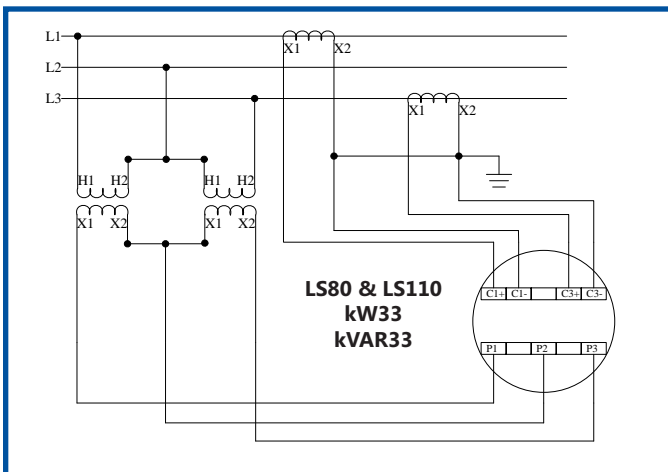 L1
X1 X2
L2
L3
X1 X2
H1 H2 H1 H2
X1 X2 X1 X2
LS80 & LS110
kW33
kVAR33
C1+ C1- C3+ C3-
P1 P2 P3